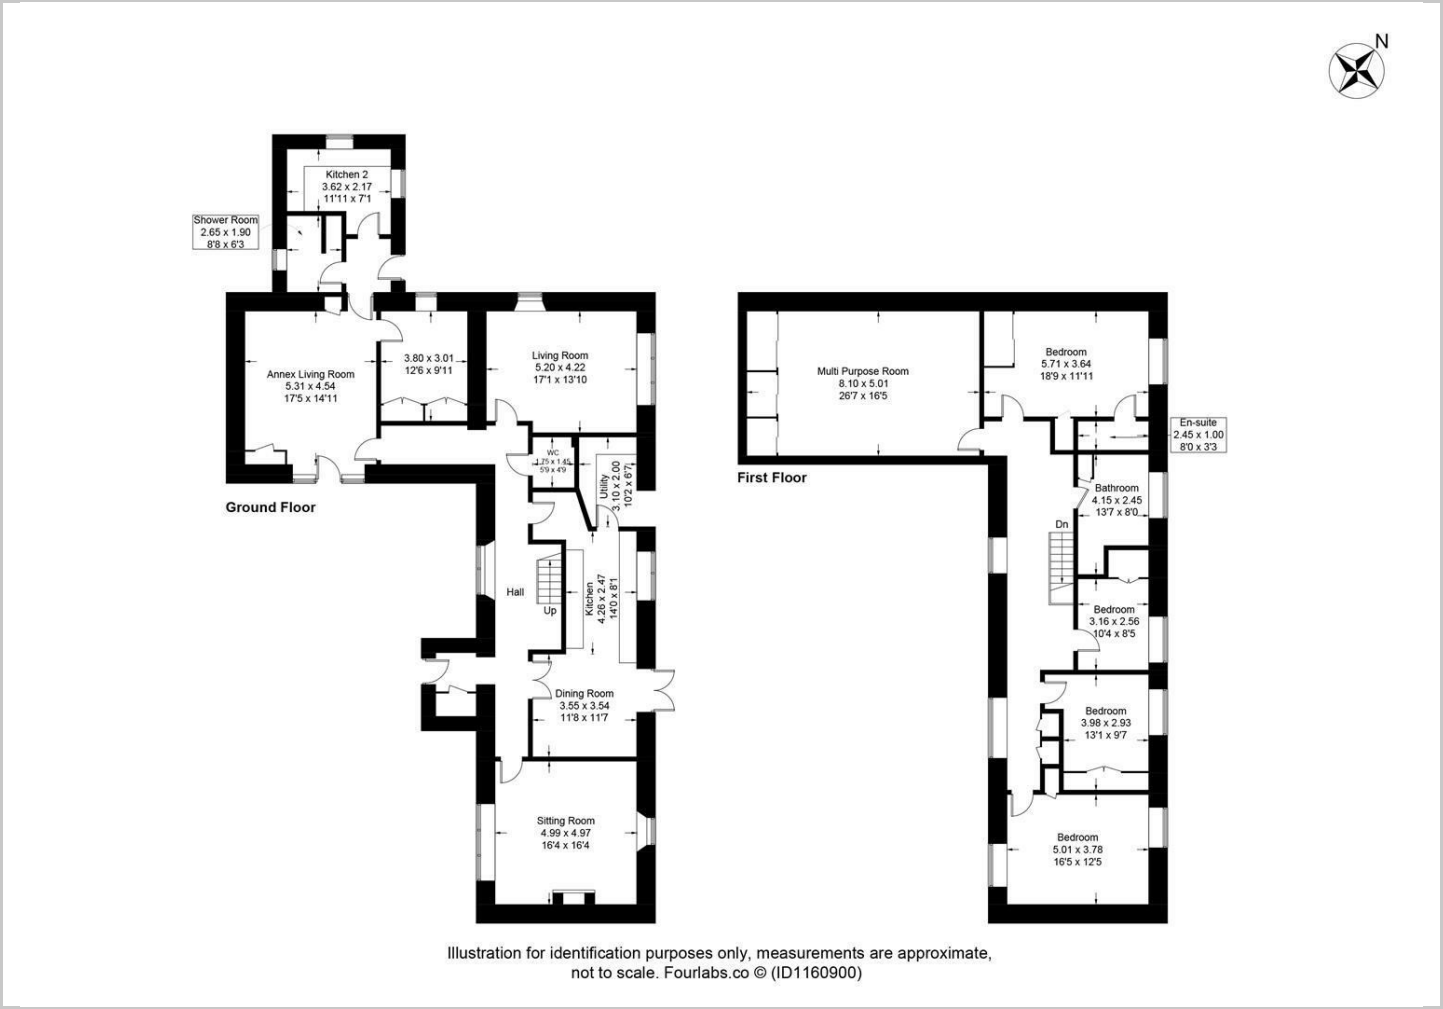 N
Kitchen 2
3.62 x 2.17
11'11 x 7'1
Shower Room
2.65 x 1.90
8'8 x 6'3
Annex Living Room
5.31 x 4.54
17'5 x 14'11
3.80 x 3.01
12'6 x 9'11
Living Room
5.20 x 4.22
17'1 x 13'10
WC
1.75 x 1.45
5'9 x 4'9
Utility
3.10 x 2.00
10'2 x 6'7
Ground Floor
Hall
Up
Kitchen
4.26 x 2.47
14'0 x 8'1
Dining Room
3.55 x 3.54
11'8 x 11'7
Sitting Room
4.99 x 4.97
16'4 x 16'4
Multi Purpose Room
8.10 x 5.01
26'7 x 16'5
Bedroom
5.71 x 3.64
18'9 x 11'11
En-suite
2.45 x 1.00
8'0 x 3'3
First Floor
Bathroom
4.15 x 2.45
13'7 x 8'0
Dn
Bedroom
3.16 x 2.56
10'4 x 8'5
Bedroom
3.98 x 2.93
13'1 x 9'7
Bedroom
5.01 x 3.78
16'5 x 12'5
Illustration for identification purposes only, measurements are approximate,
not to scale. Fourlabs.co © (ID1160900)